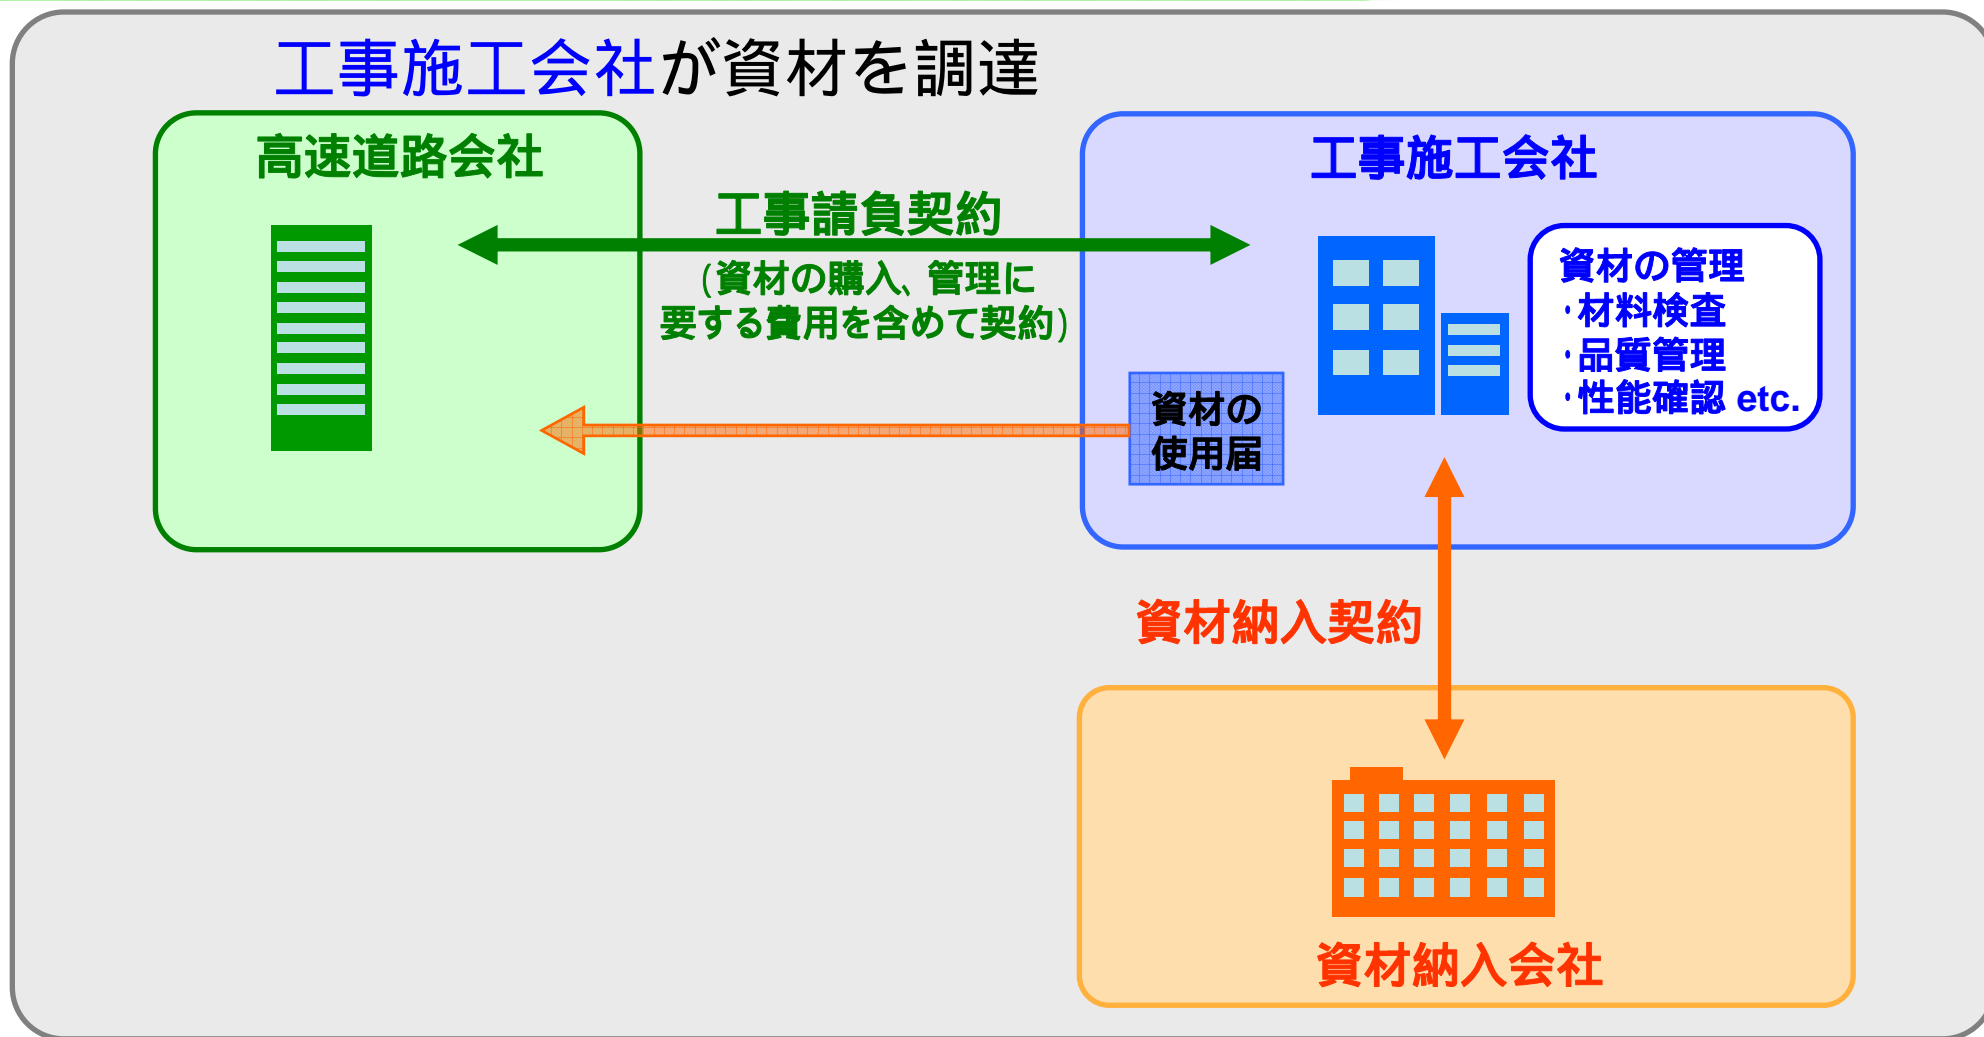 工事施工会社が資材を調達
高速道路会社
工事請負契約
(資材の購入、管理に
要する費用を含めて契約)
工事施工会社
資材の管理
・材料検査
・品質管理
・性能確認 etc.
資材の
使用届
資材納入契約
資材納入会社